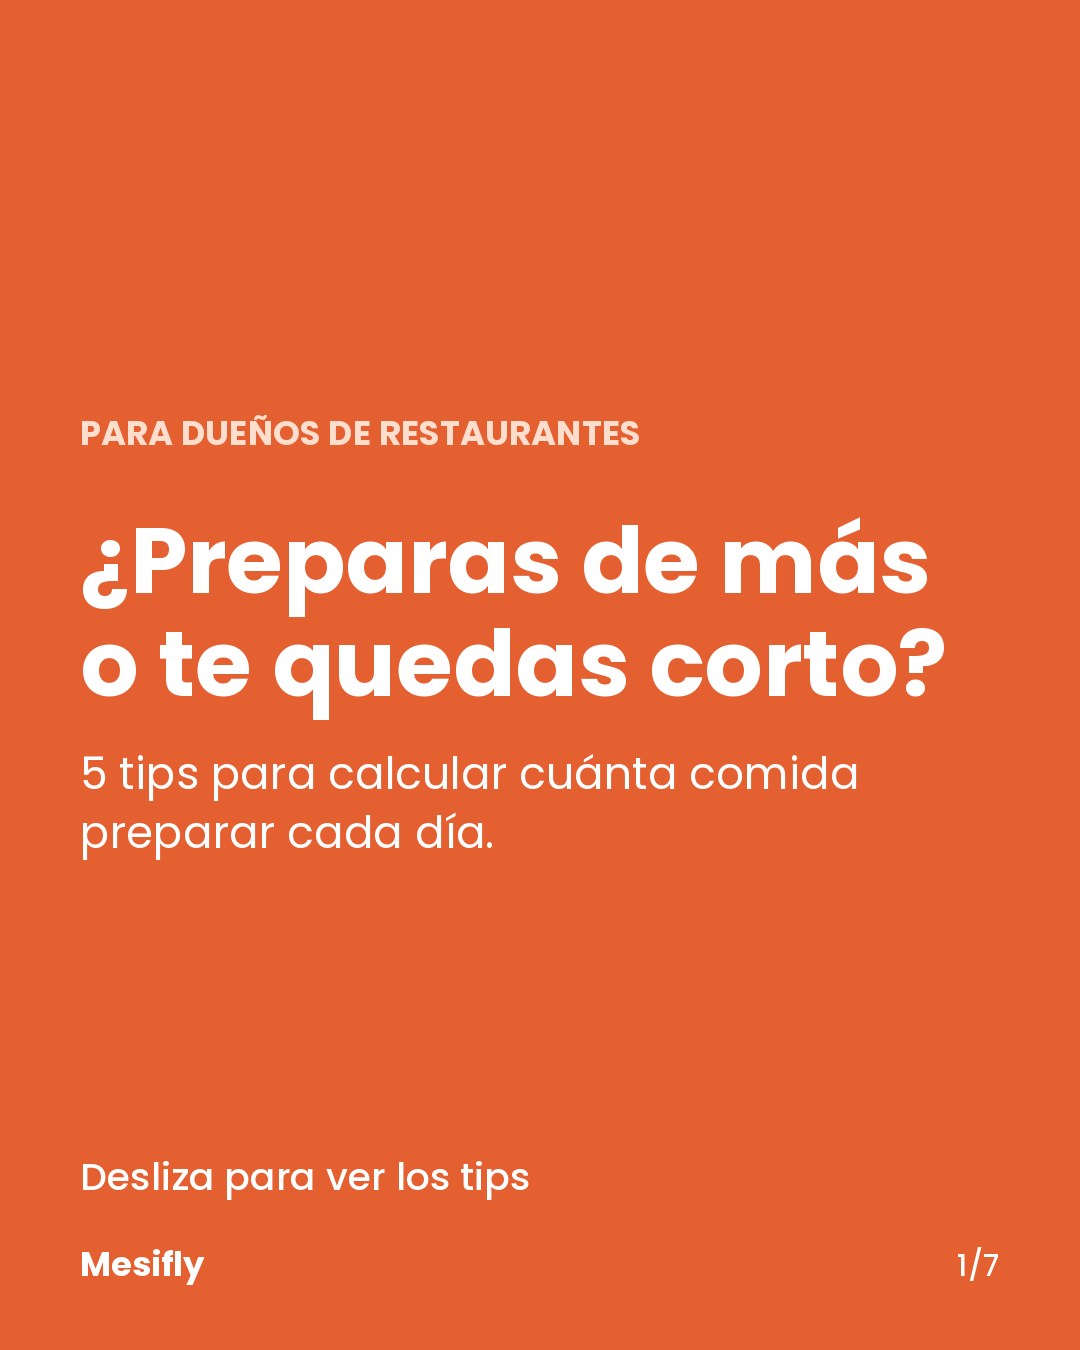 PARA DUEÑOS DE RESTAURANTES
¿Preparas de más
o te quedas corto?
5 tips para calcular cuánta comida
preparar cada día.
Desliza para ver los tips
Mesifly
1/7